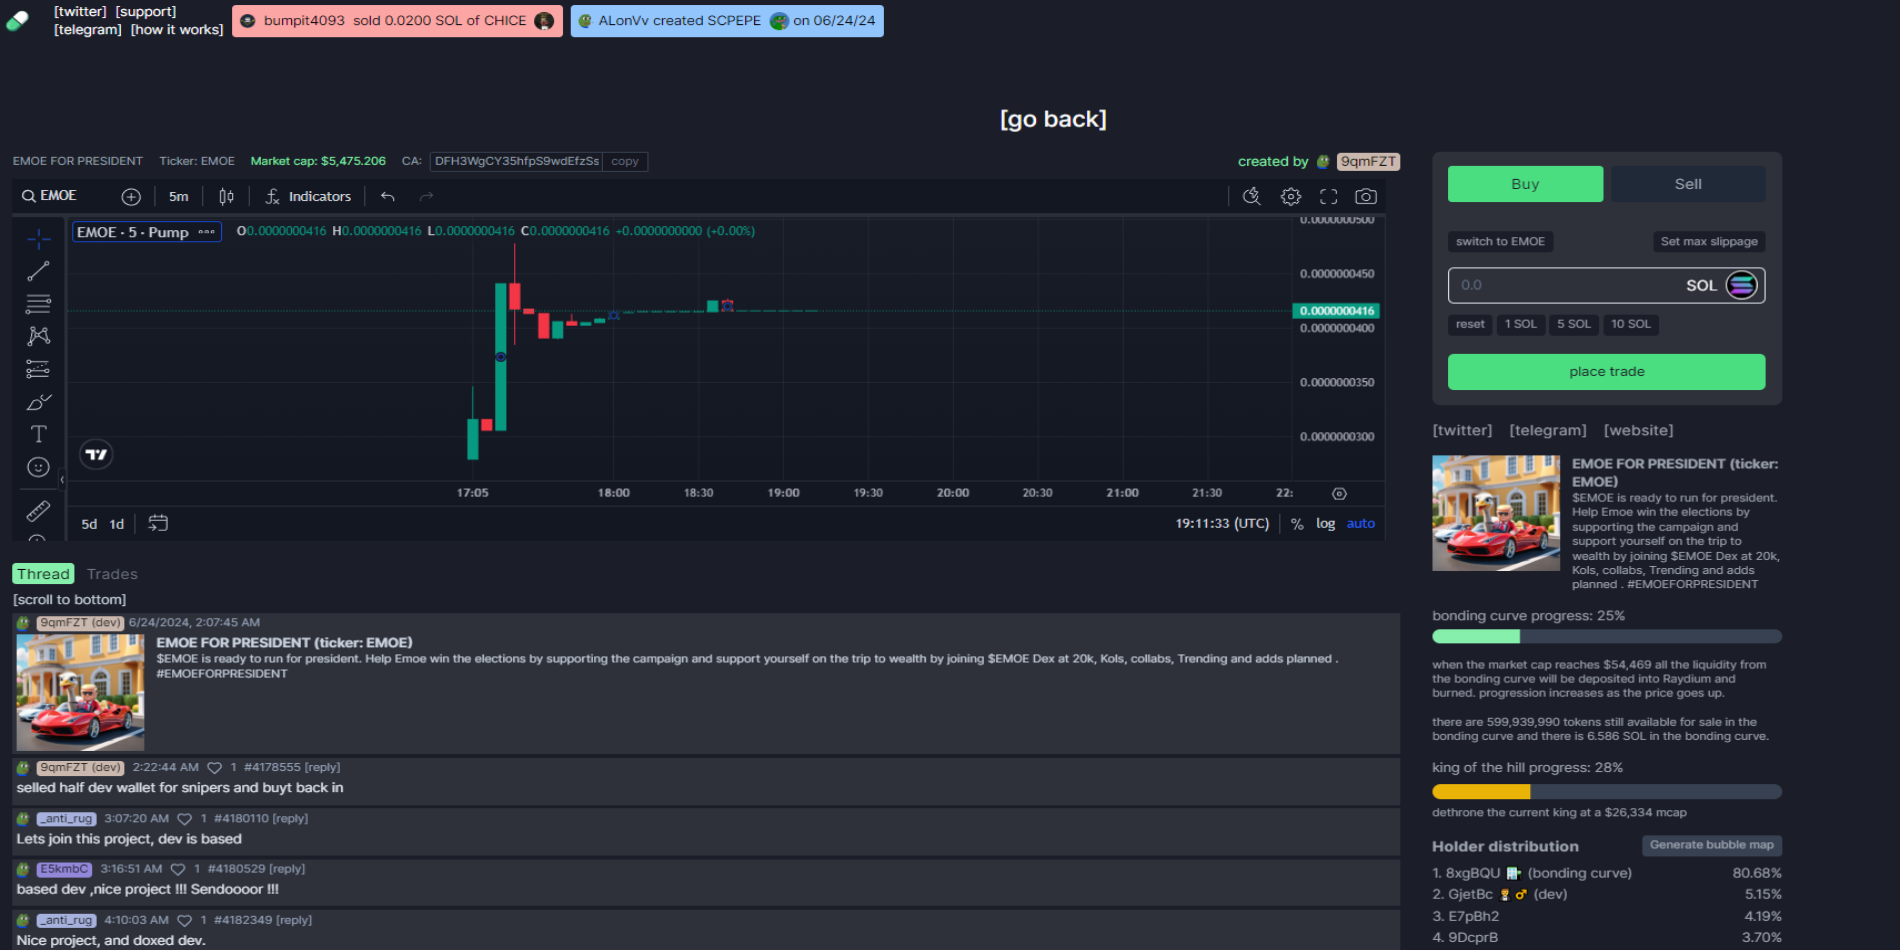 [twitter] [support]
[telegram] [how it works]
bumpit4093 sold 0.0200 SOL of CHICE
ALonVv created SCPEPE on 06/24/24
[go back]
EMOE FOR PRESIDENT Ticker: EMOE Market cap: $5,475.206 CA: DFH3WgCY35hfpS9wdEfzSs copy
created by 9qmFZT
EMOE 5m Indicators
EMOE · 5 · Pump O0.0000000416 H0.0000000416 L0.0000000416 C0.0000000416 +0.0000000000 (+0.00%)
0.0000000500
0.0000000450
0.0000000416
0.0000000400
0.0000000350
0.0000000300
17:05 18:00 18:30 19:00 19:30 20:00 20:30 21:00 21:30 22:
5d 1d
19:11:33 (UTC) % log auto
Thread Trades
[scroll to bottom]
9qmFZT (dev) 6/24/2024, 2:07:45 AM
EMOE FOR PRESIDENT (ticker: EMOE)
$EMOE is ready to run for president. Help Emoe win the elections by supporting the campaign and support yourself on the trip to wealth by joining $EMOE Dex at 20k, Kols, collabs, Trending and adds planned .
#EMOEFORPRESIDENT
9qmFZT (dev) 2:22:44 AM 1 #4178555 [reply]
selled half dev wallet for snipers and buyt back in
_anti_rug 3:07:20 AM 1 #4180110 [reply]
Lets join this project, dev is based
E5kmbC 3:16:51 AM 1 #4180529 [reply]
based dev ,nice project !!! Sendoooor !!!
_anti_rug 4:10:03 AM 1 #4182349 [reply]
Nice project, and doxed dev.
Buy Sell
switch to EMOE Set max slippage
0.0 SOL
reset 1 SOL 5 SOL 10 SOL
place trade
[twitter] [telegram] [website]
EMOE FOR PRESIDENT (ticker:
EMOE)
$EMOE is ready to run for president.
Help Emoe win the elections by
supporting the campaign and
support yourself on the trip to
wealth by joining $EMOE Dex at 20k,
Kols, collabs, Trending and adds
planned . #EMOEFORPRESIDENT
bonding curve progress: 25%
when the market cap reaches $54,469 all the liquidity from
the bonding curve will be deposited into Raydium and
burned. progression increases as the price goes up.
there are 599,939,990 tokens still available for sale in the
bonding curve and there is 6.586 SOL in the bonding curve.
king of the hill progress: 28%
dethrone the current king at a $26,334 mcap
Holder distribution Generate bubble map
1. 8xgBQU (bonding curve) 80.68%
2. GjetBc (dev) 5.15%
3. E7pBh2 4.19%
4. 9DcprB 3.70%